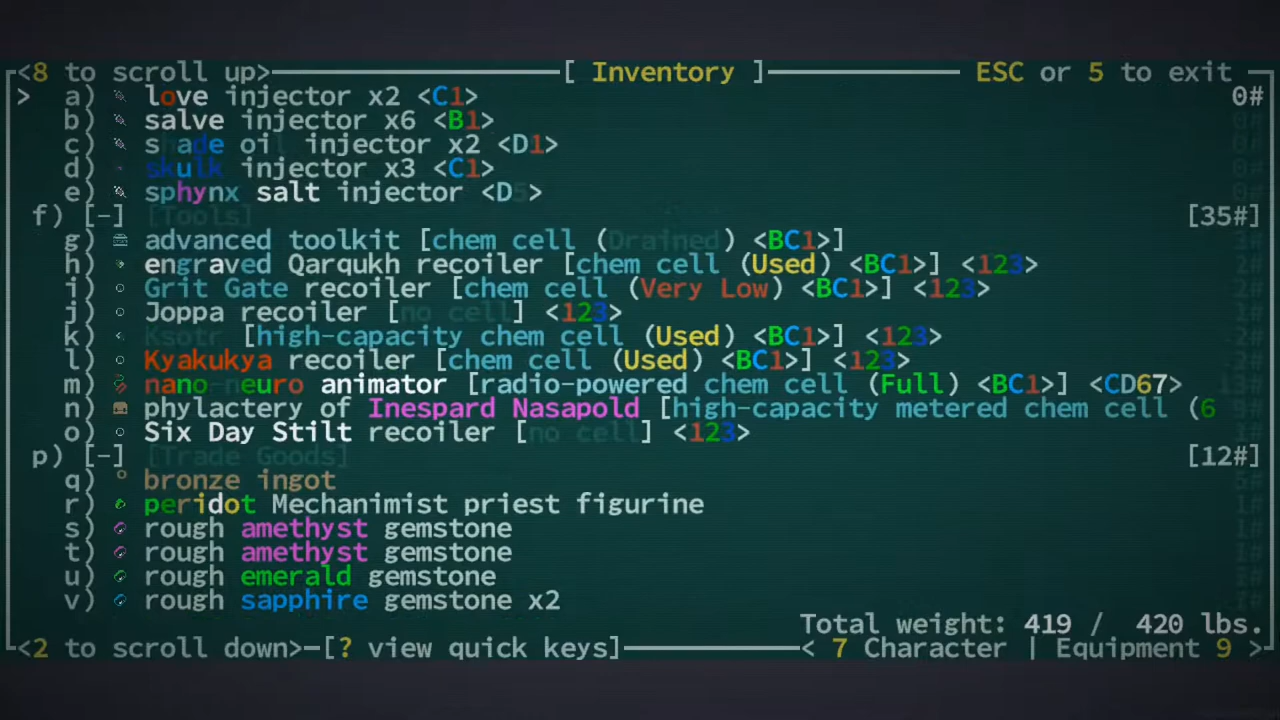 <8 to scroll up> [ Inventory ] ESC or 5 to exit
> a) love injector x2 <C1> 0#
b) salve injector x6 <B1>
c) shade oil injector x2 <D1>
d) skulk injector x3 <C1>
e) sphynx salt injector <D5>
f) [-] [Tools] [35#]
g) advanced toolkit [chem cell (Drained) <BC1>]
h) engraved Qarqukh recoiler [chem cell (Used) <BC1>] <123>
i) Grit Gate recoiler [chem cell (Very Low) <BC1>] <123>
j) Joppa recoiler [no cell] <123>
k) Ksotr [high-capacity chem cell (Used) <BC1>] <123>
l) Kyakukya recoiler [chem cell (Used) <BC1>] <123>
m) nano-neuro animator [radio-powered chem cell (Full) <BC1>] <CD67>
n) phylactery of Inespard Nasapold [high-capacity metered chem cell (6
o) Six Day Stilt recoiler [no cell] <123>
p) [-] [Trade Goods] [12#]
q) bronze ingot
r) peridot Mechanimist priest figurine
s) rough amethyst gemstone
t) rough amethyst gemstone
u) rough emerald gemstone
v) rough sapphire gemstone x2
Total weight: 419 / 420 lbs.
<2 to scroll down> [? view quick keys] < 7 Character | Equipment 9 >